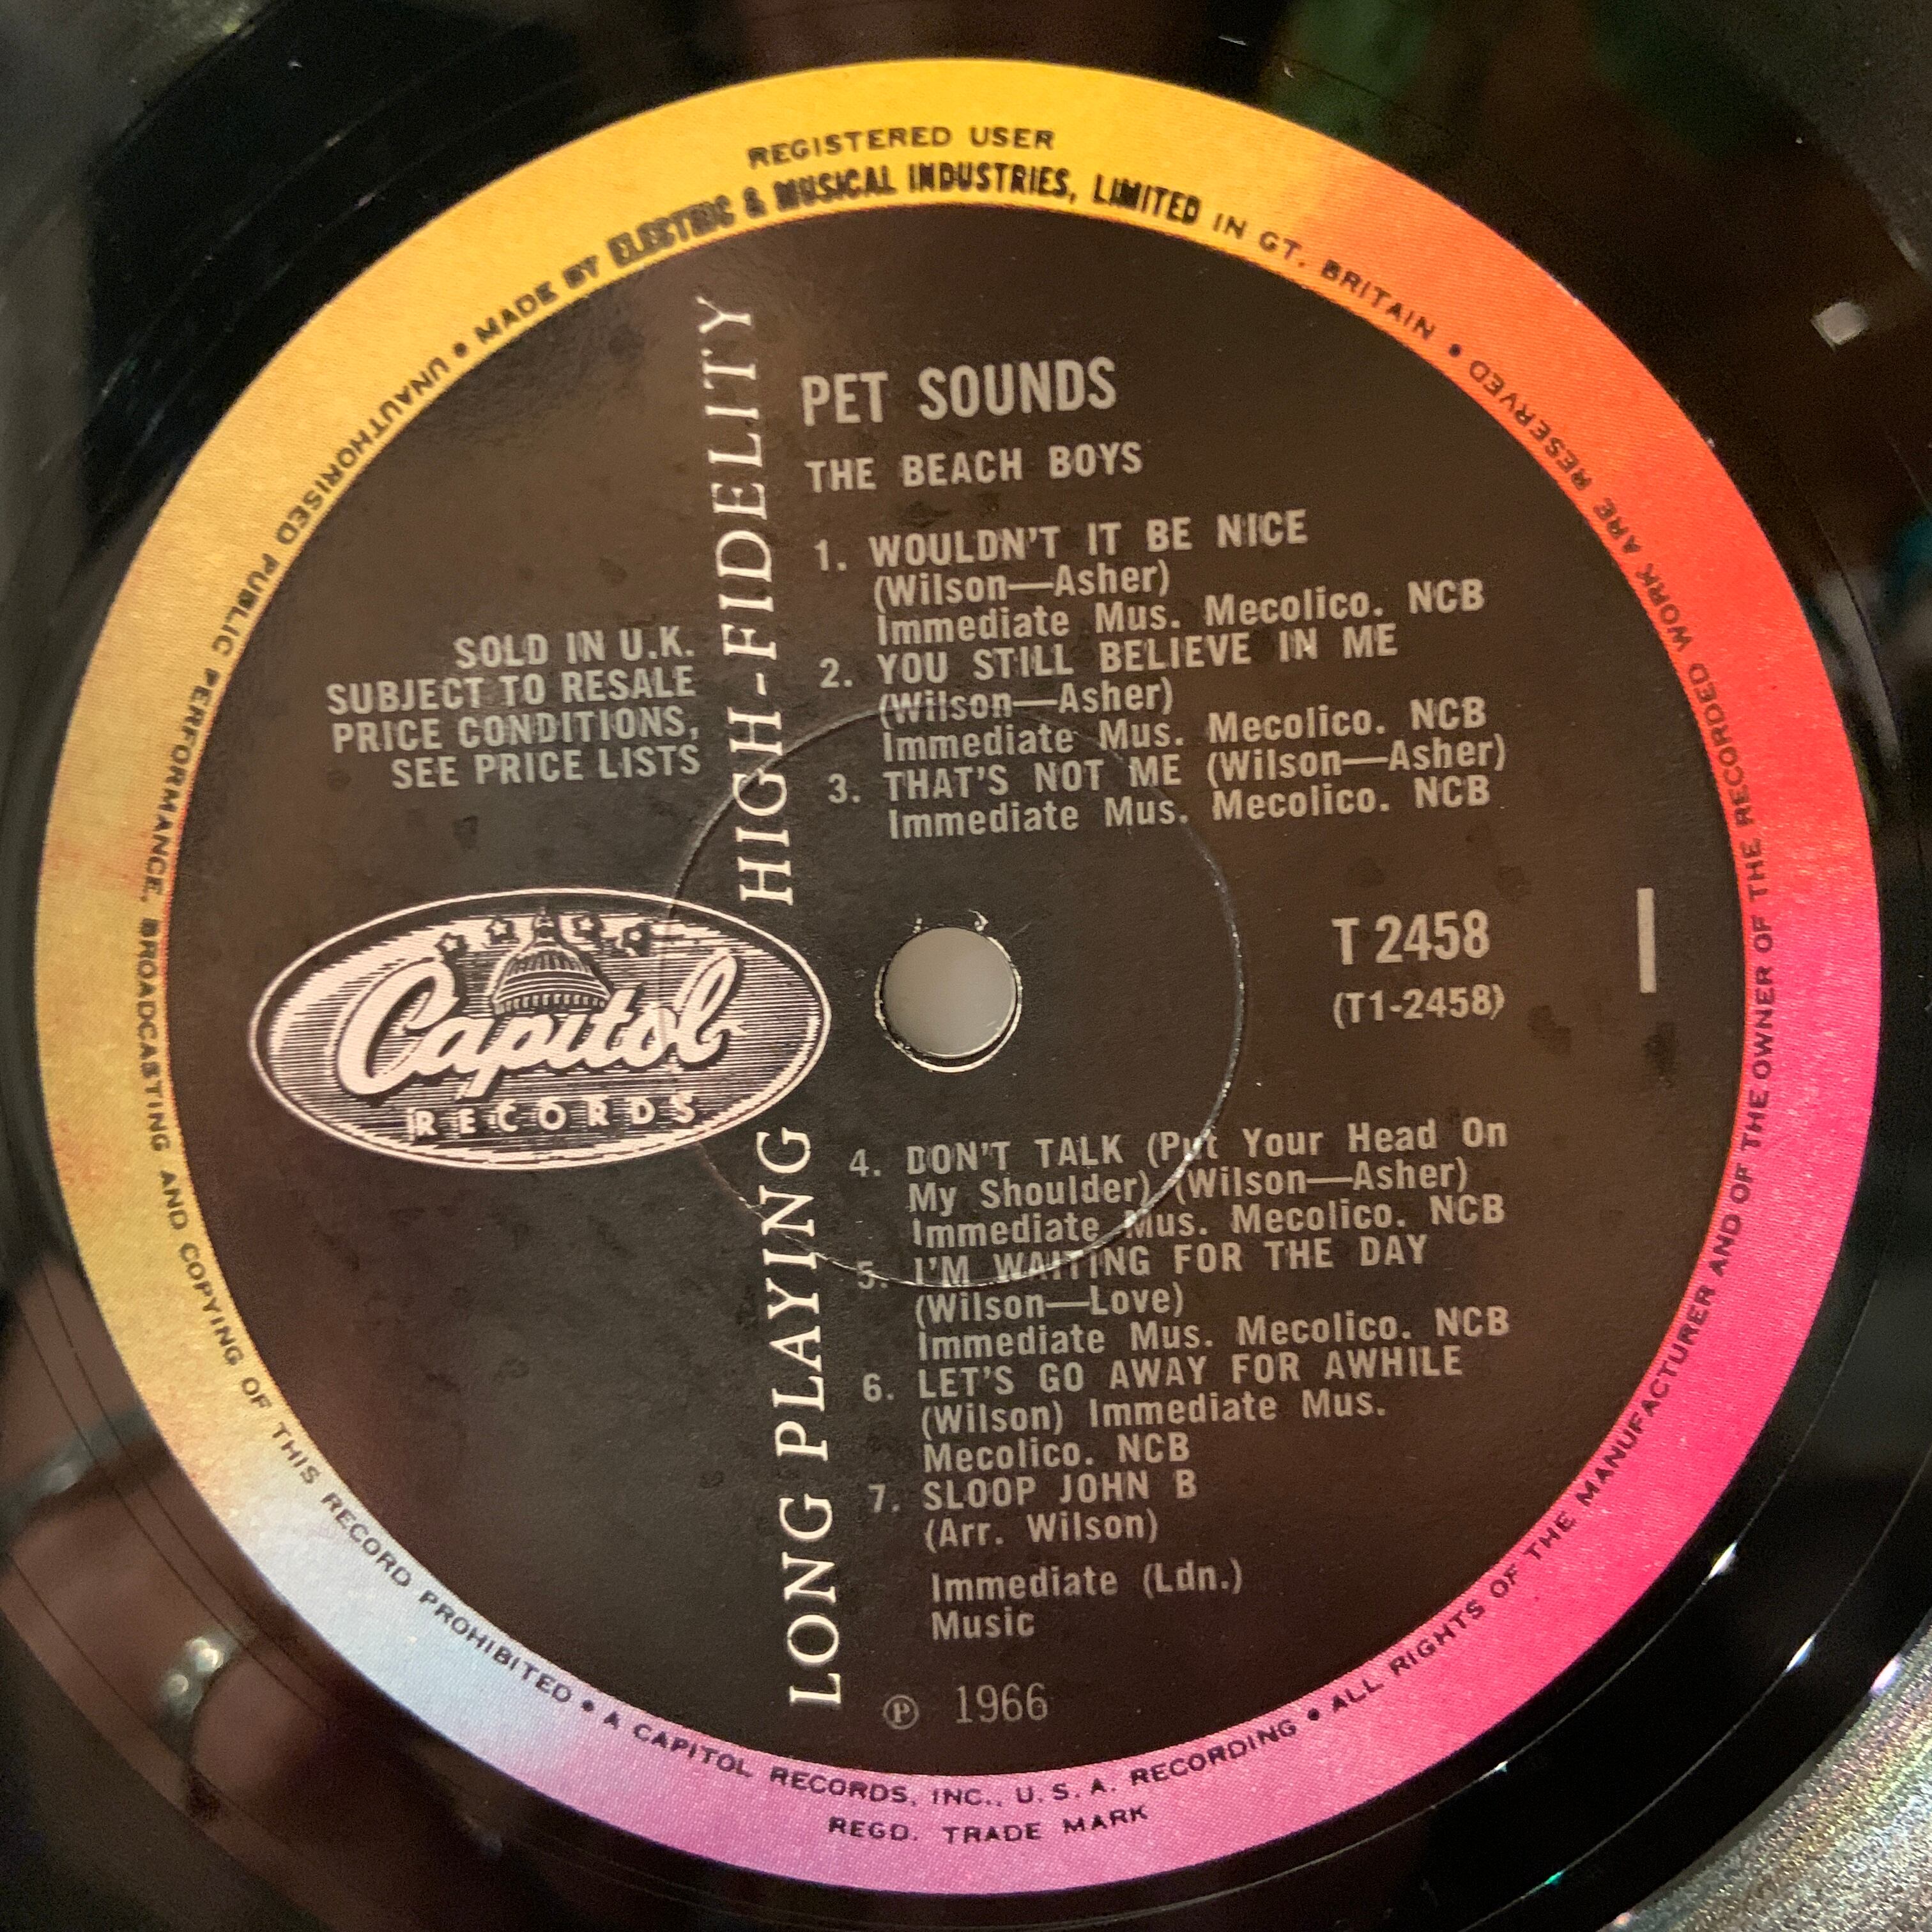 REGISTERED USER
MADE BY ELECTRIC & MUSICAL INDUSTRIES, LIMITED IN GT. BRITAIN •
ALL RIGHTS OF THE MANUFACTURER AND OF THE OWNER OF THE RECORDED WORK ARE RESERVED •
UNAUTHORISED PUBLIC PERFORMANCE, BROADCASTING AND COPYING OF THIS RECORD PROHIBITED •
A CAPITOL RECORDS, INC., U.S.A. RECORDING •
REGD. TRADE MARK
LONG PLAYING HIGH-FIDELITY
PET SOUNDS
THE BEACH BOYS
1. WOULDN'T IT BE NICE
(Wilson—Asher)
Immediate Mus. Mecolico. NCB
2. YOU STILL BELIEVE IN ME
(Wilson—Asher)
Immediate Mus. Mecolico. NCB
3. THAT'S NOT ME (Wilson—Asher)
Immediate Mus. Mecolico. NCB
SOLD IN U.K.
SUBJECT TO RESALE
PRICE CONDITIONS,
SEE PRICE LISTS
Capitol
RECORDS
T 2458
(T1-2458)
1
4. DON'T TALK (Put Your Head On
My Shoulder) (Wilson—Asher)
Immediate Mus. Mecolico. NCB
5. I'M WAITING FOR THE DAY
(Wilson—Love)
Immediate Mus. Mecolico. NCB
6. LET'S GO AWAY FOR AWHILE
(Wilson) Immediate Mus.
Mecolico. NCB
7. SLOOP JOHN B
(Arr. Wilson)
Immediate (Ldn.)
Music
℗ 1966